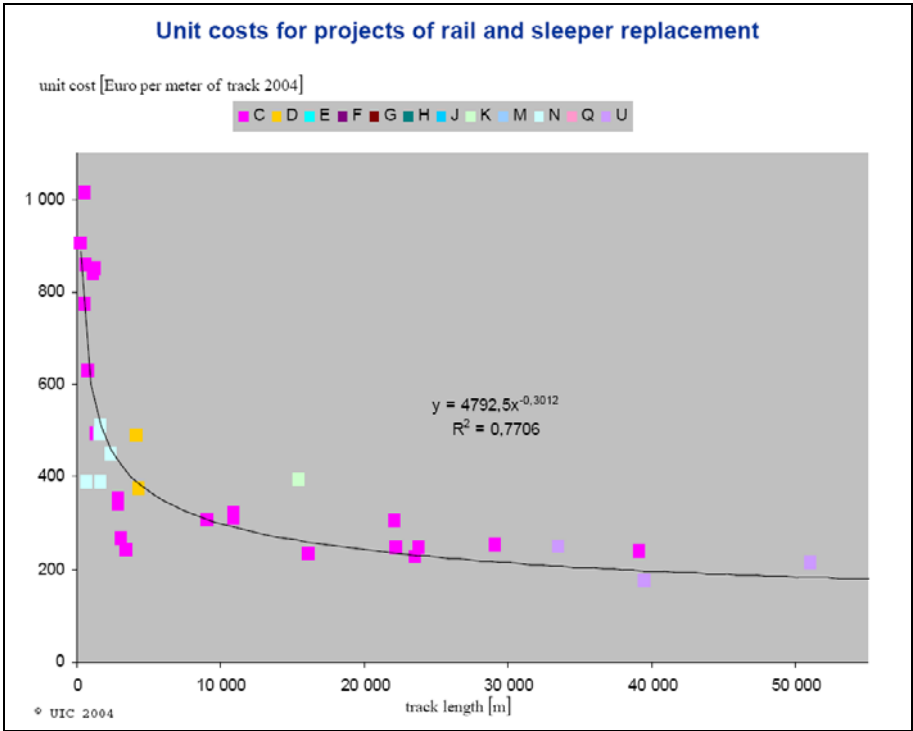 Unit costs for projects of rail and sleeper replacement
unit cost [Euro per meter of track 2004]
C D E F G H J K M N Q U
1 000
800
600
400
200
0
y = 4792,5x^-0,3012
R² = 0,7706
0 10 000 20 000 30 000 40 000 50 000
track length [m]
© UIC 2004